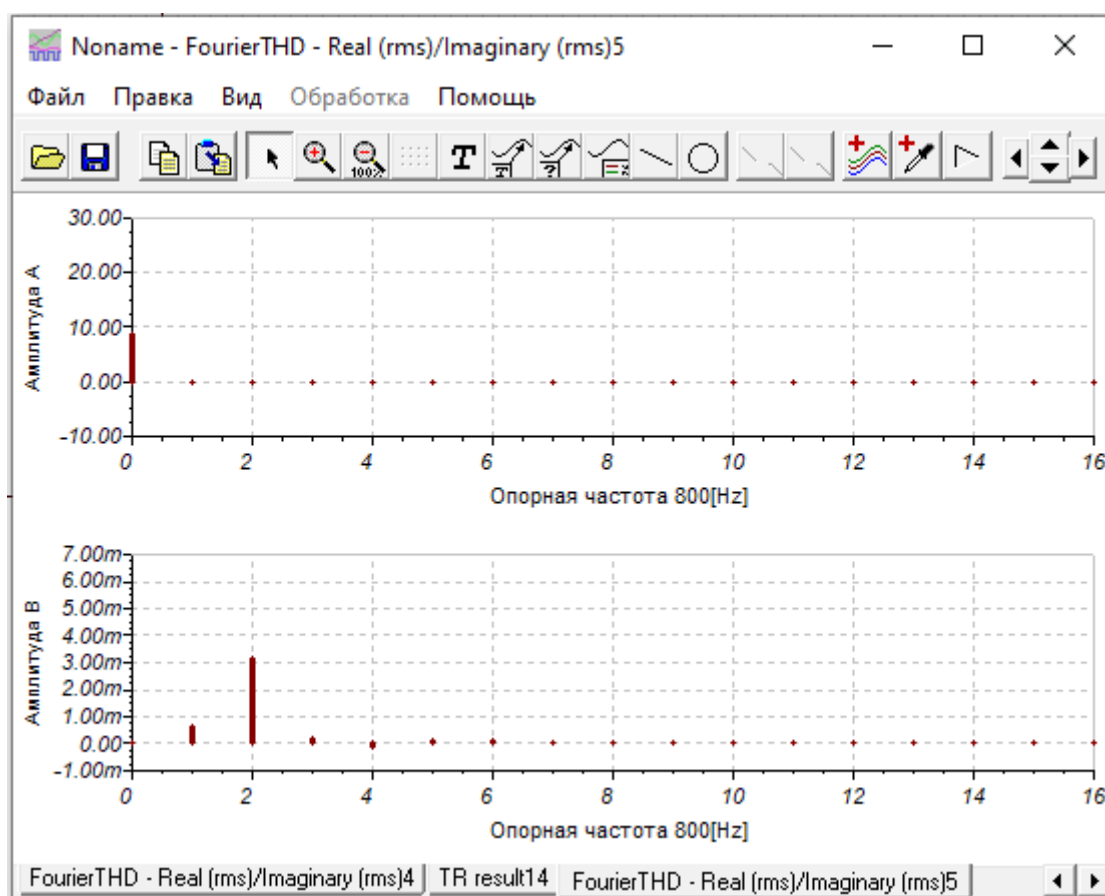 Noname - FourierTHD - Real (rms)/Imaginary (rms)5
Файл Правка Вид Обработка Помощь
T 100% T ?
30.00
20.00
10.00
0.00
-10.00
Амплитуда A
0 2 4 6 8 10 12 14 16
Опорная частота 800[Hz]
7.00m
6.00m
5.00m
4.00m
3.00m
2.00m
1.00m
0.00
-1.00m
Амплитуда B
0 2 4 6 8 10 12 14 16
Опорная частота 800[Hz]
FourierTHD - Real (rms)/Imaginary (rms)4 TR result14 FourierTHD - Real (rms)/Imaginary (rms)5